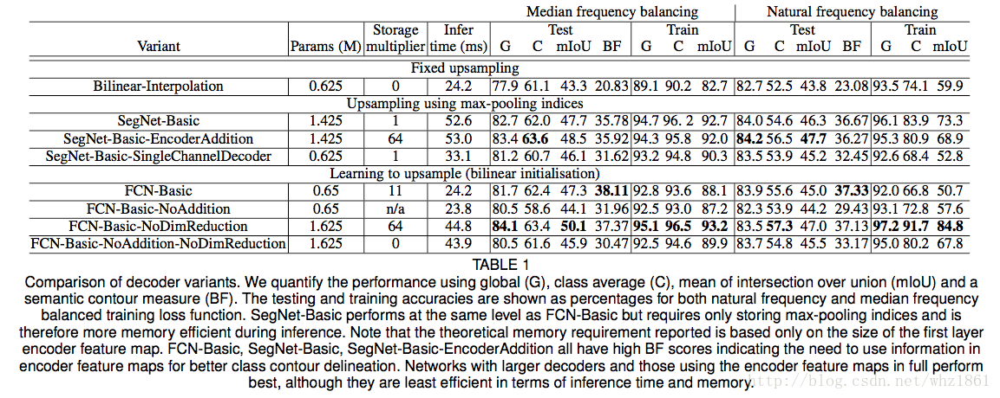 Median frequency balancing Natural frequency balancing
Storage Infer Test Train Test Train
Variant Params (M) multiplier time (ms) G C mIoU BF G C mIoU G C mIoU BF G C mIoU
Fixed upsampling
Bilinear-Interpolation 0.625 0 24.2 77.9 61.1 43.3 20.83 89.1 90.2 82.7 82.7 52.5 43.8 23.08 93.5 74.1 59.9
Upsampling using max-pooling indices
SegNet-Basic 1.425 1 52.6 82.7 62.0 47.7 35.78 94.7 96. 2 92.7 84.0 54.6 46.3 36.67 96.1 83.9 73.3
SegNet-Basic-EncoderAddition 1.425 64 53.0 83.4 63.6 48.5 35.92 94.3 95.8 92.0 84.2 56.5 47.7 36.27 95.3 80.9 68.9
SegNet-Basic-SingleChannelDecoder 0.625 1 33.1 81.2 60.7 46.1 31.62 93.2 94.8 90.3 83.5 53.9 45.2 32.45 92.6 68.4 52.8
Learning to upsample (bilinear initialisation)
FCN-Basic 0.65 11 24.2 81.7 62.4 47.3 38.11 92.8 93.6 88.1 83.9 55.6 45.0 37.33 92.0 66.8 50.7
FCN-Basic-NoAddition 0.65 n/a 23.8 80.5 58.6 44.1 31.96 92.5 93.0 87.2 82.3 53.9 44.2 29.43 93.1 72.8 57.6
FCN-Basic-NoDimReduction 1.625 64 44.8 84.1 63.4 50.1 37.37 95.1 96.5 93.2 83.5 57.3 47.0 37.13 97.2 91.7 84.8
FCN-Basic-NoAddition-NoDimReduction 1.625 0 43.9 80.5 61.6 45.9 30.47 92.5 94.6 89.9 83.7 54.8 45.5 33.17 95.0 80.2 67.8
TABLE 1
Comparison of decoder variants. We quantify the performance using global (G), class average (C), mean of intersection over union (mIoU) and a
semantic contour measure (BF). The testing and training accuracies are shown as percentages for both natural frequency and median frequency
balanced training loss function. SegNet-Basic performs at the same level as FCN-Basic but requires only storing max-pooling indices and is
therefore more memory efficient during inference. Note that the theoretical memory requirement reported is based only on the size of the first layer
encoder feature map. FCN-Basic, SegNet-Basic, SegNet-Basic-EncoderAddition all have high BF scores indicating the need to use information in
encoder feature maps for better class contour delineation. Networks with larger decoders and those using the encoder feature maps in full perform
best, although they are least efficient in terms of inference time and memory.
http://blog.csdn.net/whzl861